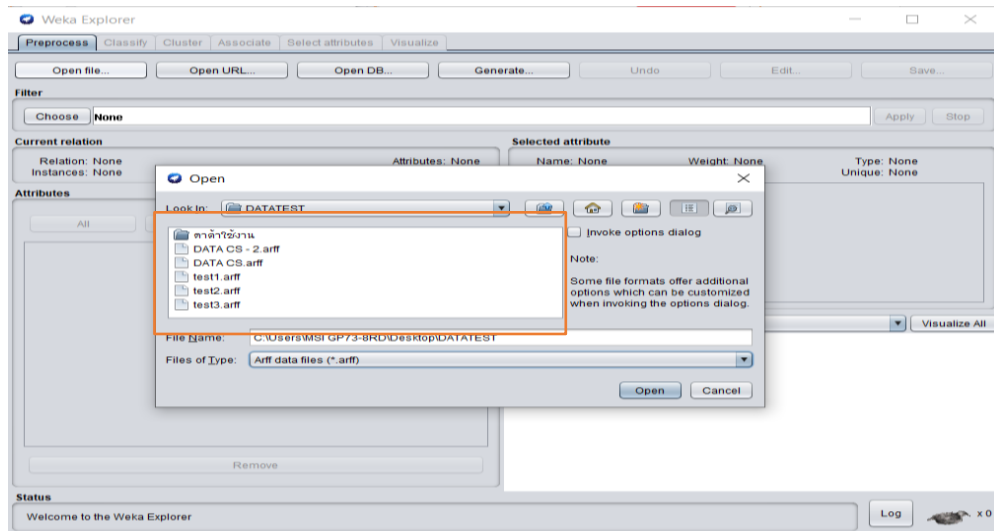 Weka Explorer
Preprocess Classify Cluster Associate Select attributes Visualize
Open file... Open URL... Open DB... Generate... Undo Edit... Save...
Filter
Choose None Apply Stop
Current relation Selected attribute
Relation: None Attributes: None Name: None Weight: None Type: None
Instances: None Unique: None
Open
Attributes
Look In: DATATEST
All
Invoke options dialog
ดาต้าใช้งาน
DATA CS - 2.arff
DATA CS.arff
Note:
test1.arff
Some file formats offer additional
test2.arff
options which can be customized
test3.arff
when invoking the options dialog.
Visualize All
File Name: C:\Users\MSI GP73-8RD\Desktop\DATATEST
Files of Type: Arff data files (*.arff)
Open Cancel
Remove
Status
Welcome to the Weka Explorer Log x 0